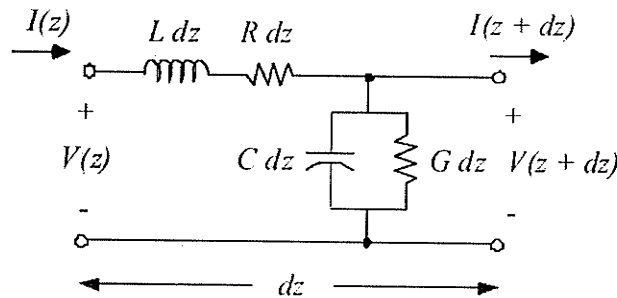 I(z) L dz R dz I(z + dz)
+ +
V(z) C dz G dz V(z + dz)
- -
dz